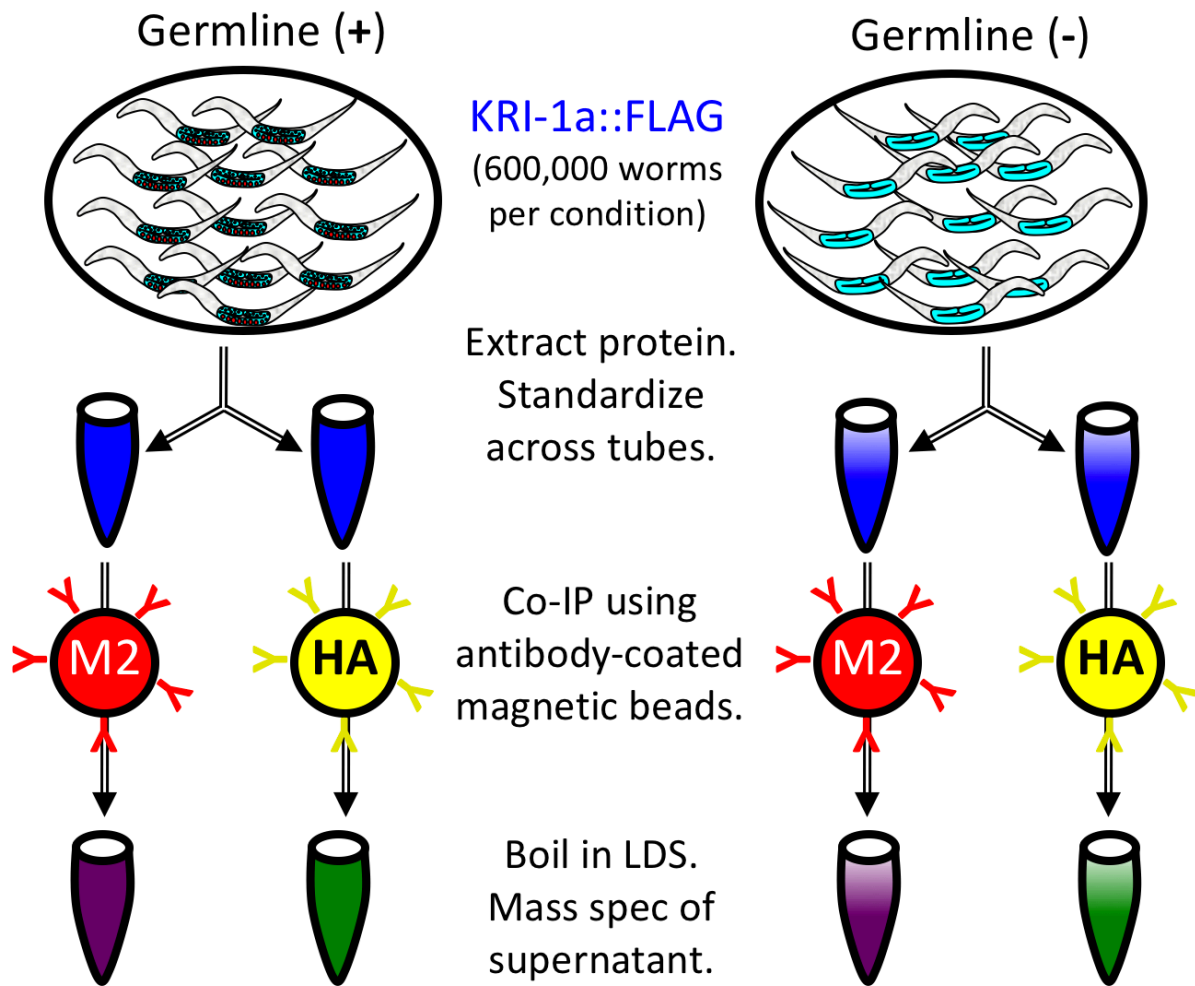 Germline (+)
Germline (-)
KRI-1a::FLAG
(600,000 worms
per condition)
Extract protein.
Standardize
across tubes.
Co-IP using
antibody-coated
magnetic beads.
M2
HA
M2
HA
Boil in LDS.
Mass spec of
supernatant.